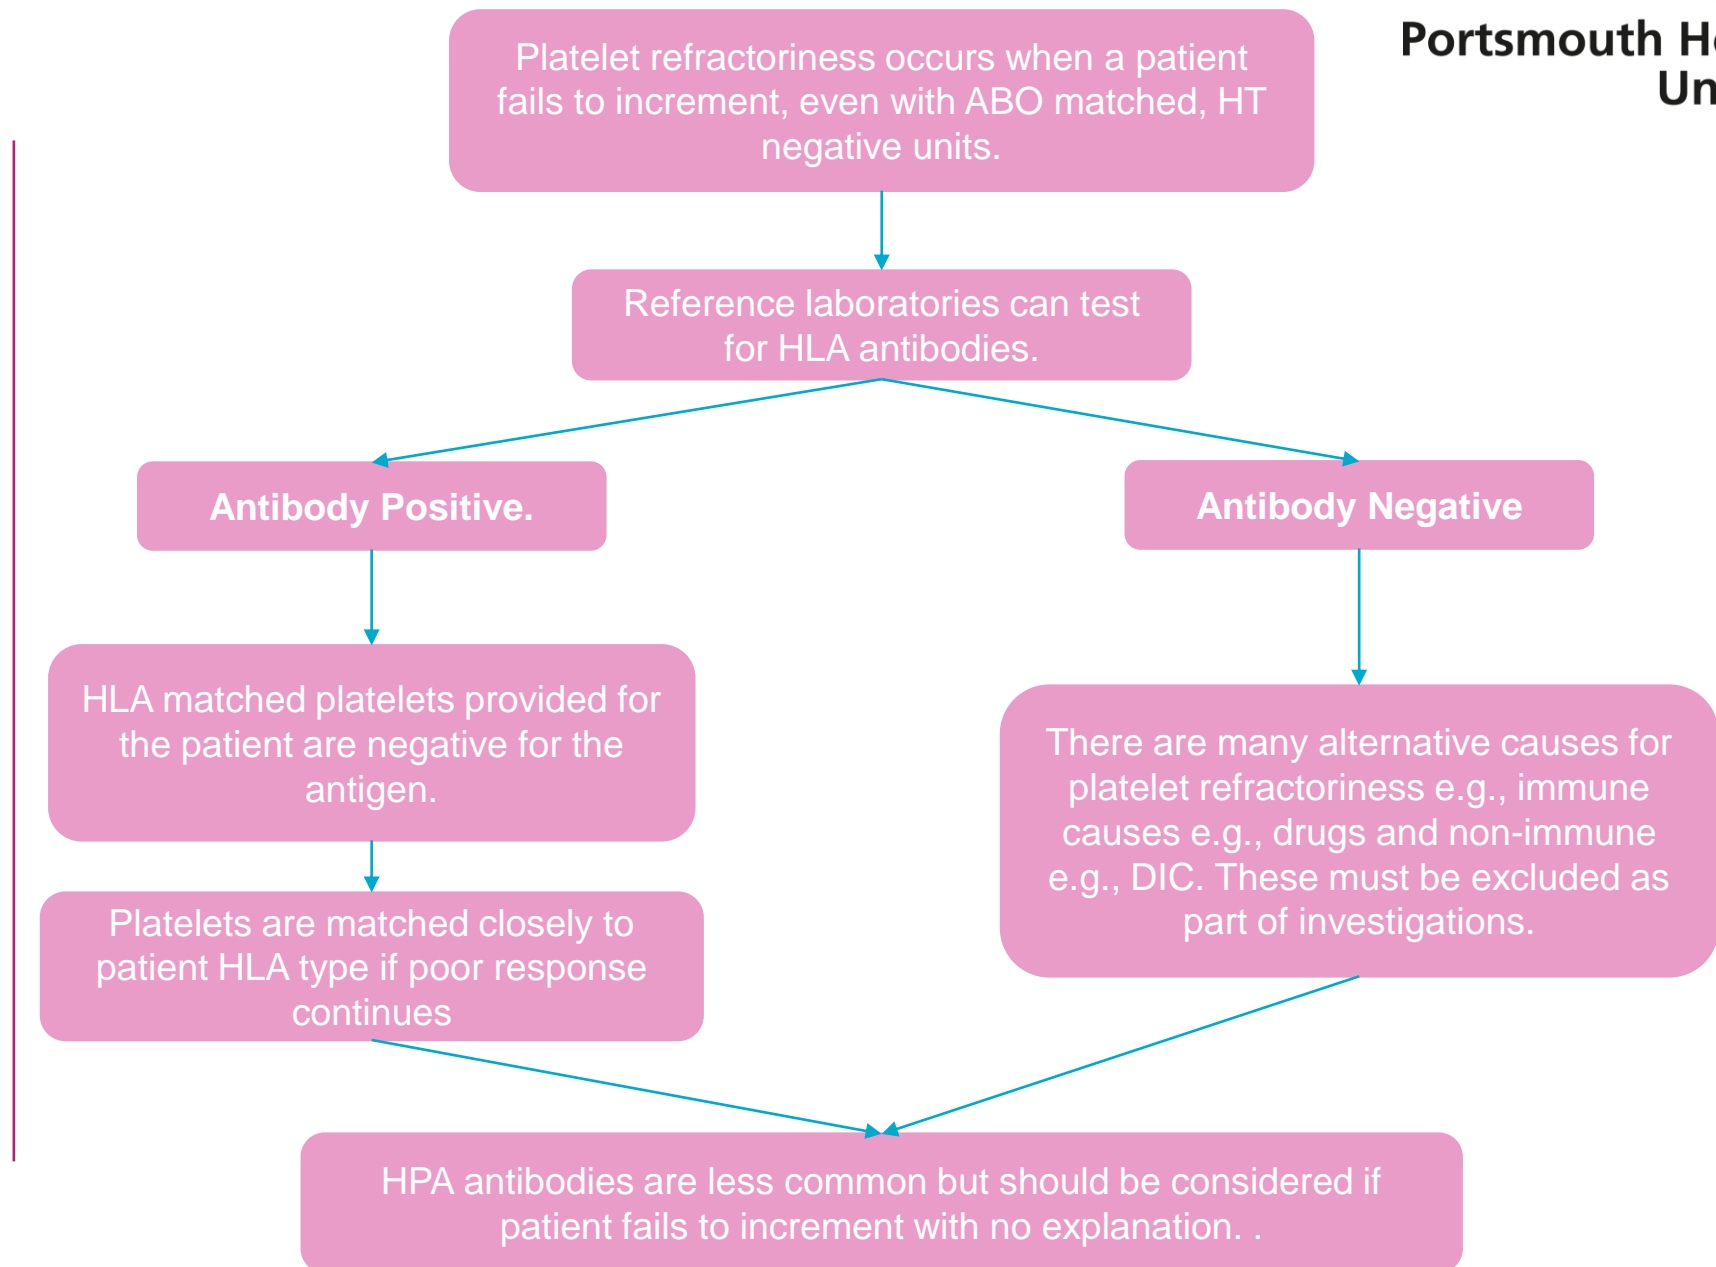 Portsmouth H
Un
Platelet refractoriness occurs when a patient
fails to increment, even with ABO matched, HT
negative units.
Reference laboratories can test
for HLA antibodies.
Antibody Positive.
Antibody Negative
HLA matched platelets provided for
the patient are negative for the
antigen.
There are many alternative causes for
platelet refractoriness e.g., immune
causes e.g., drugs and non-immune
e.g., DIC. These must be excluded as
part of investigations.
Platelets are matched closely to
patient HLA type if poor response
continues
HPA antibodies are less common but should be considered if
patient fails to increment with no explanation. .